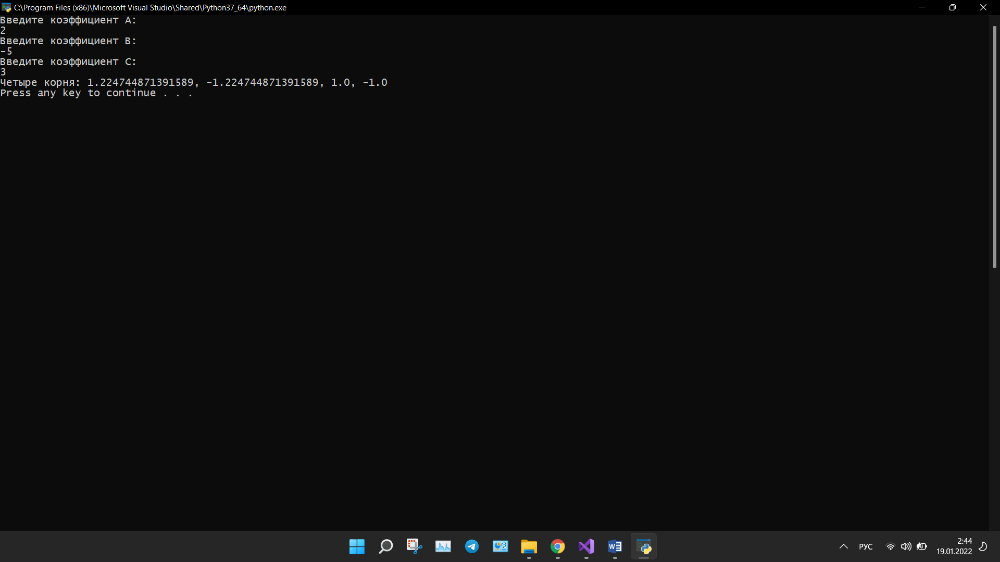 C:\Program Files (x86)\Microsoft Visual Studio\Shared\Python37_64\python.exe
Введите коэффициент A:
2
Введите коэффициент B:
-5
Введите коэффициент C:
3
Четыре корня: 1.224744871391589, -1.224744871391589, 1.0, -1.0
Press any key to continue . . .
W
РУС
2:44
19.01.2022